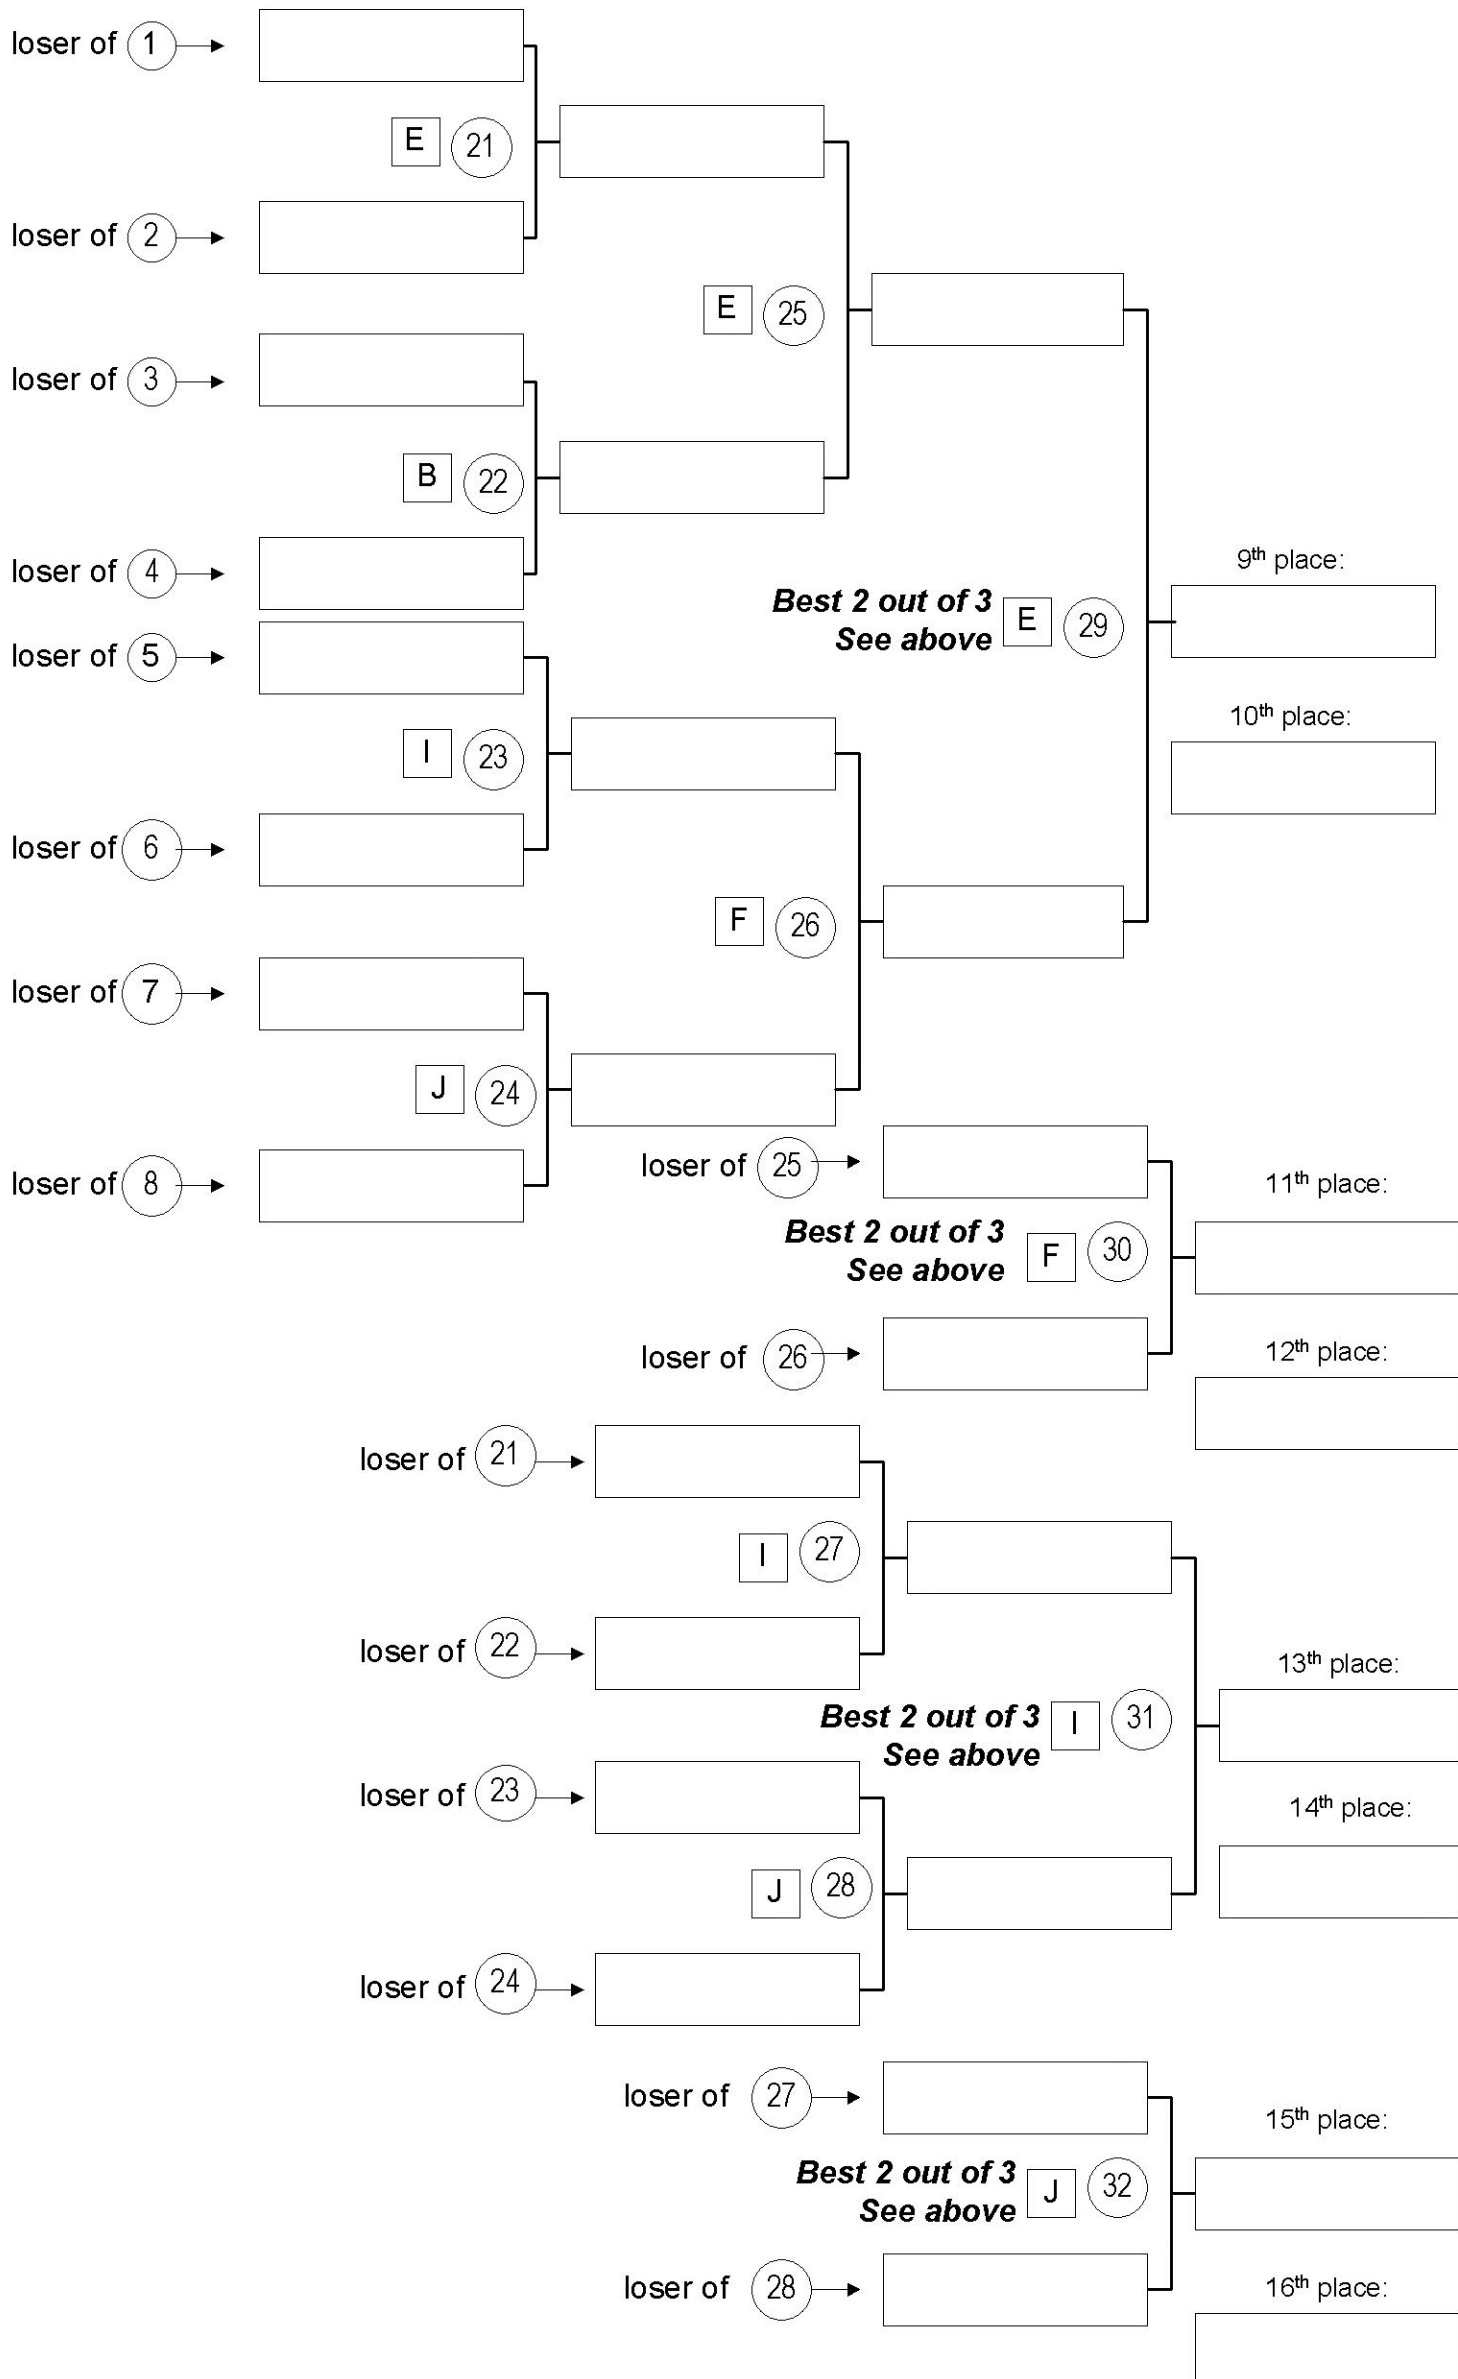 loser of 1
E 21
loser of 2
E 25
loser of 3
B 22
loser of 4
9th place:
Best 2 out of 3
See above
E 29
loser of 5
10th place:
I 23
loser of 6
F 26
loser of 7
J 24
loser of 8
loser of 25
11th place:
Best 2 out of 3
See above
F 30
loser of 26
12th place:
loser of 21
I 27
loser of 22
13th place:
Best 2 out of 3
See above
I 31
loser of 23
14th place:
J 28
loser of 24
loser of 27
15th place:
Best 2 out of 3
See above
J 32
loser of 28
16th place: